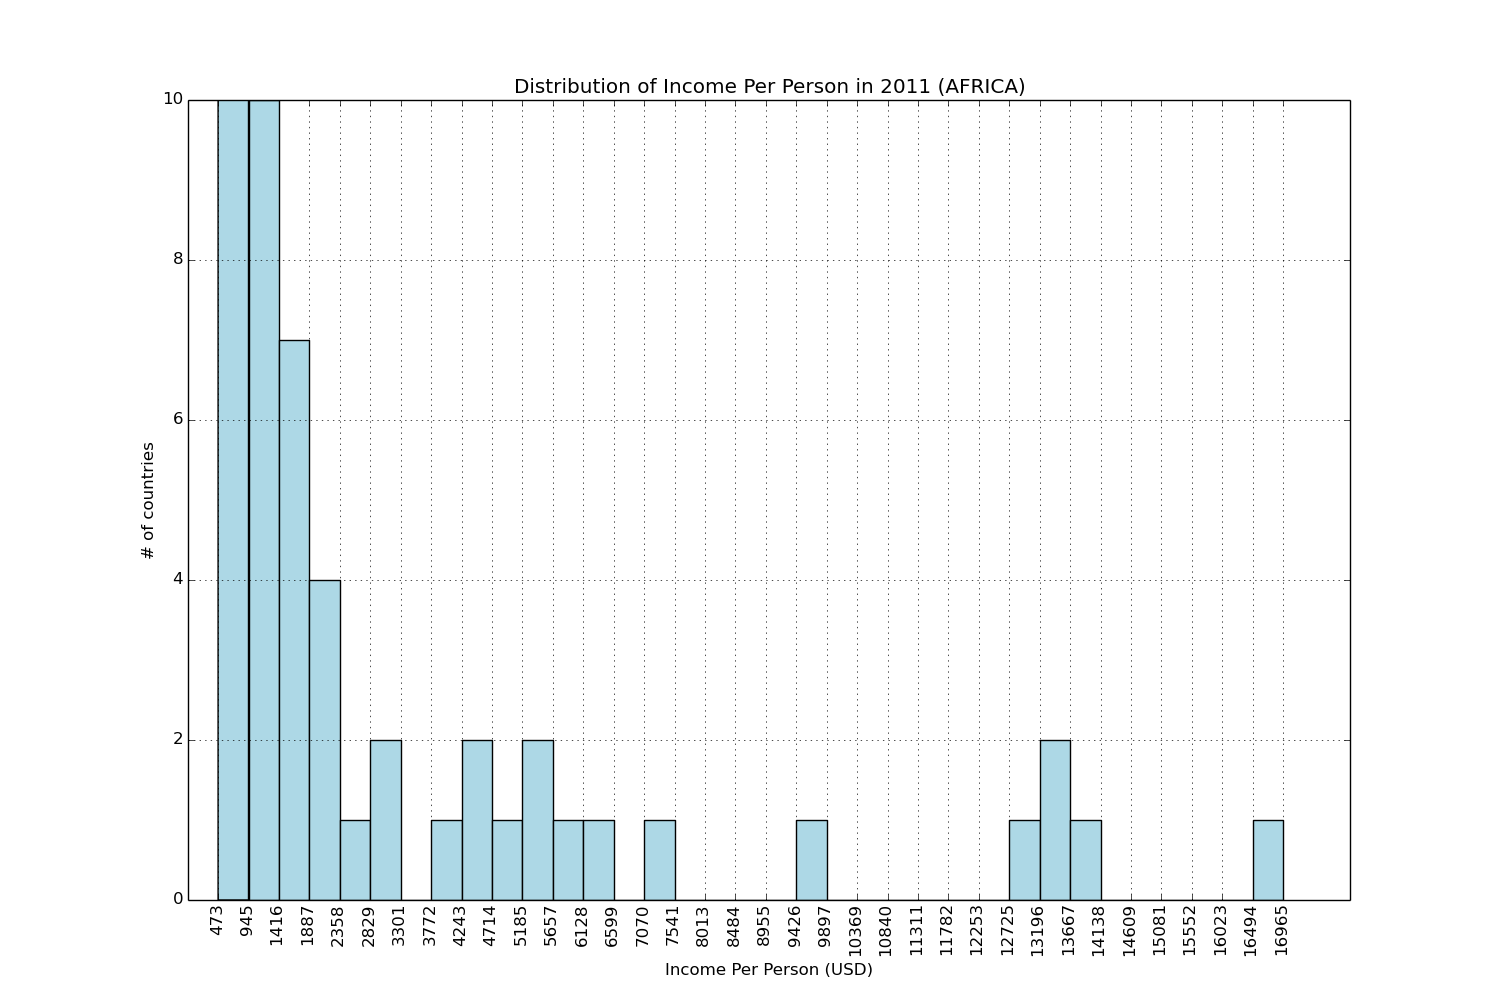 Distribution of Income Per Person in 2011 (AFRICA)
10
8
6
4
2
0
# of countries
473 945 1416 1887 2358 2829 3301 3772 4243 4714 5185 5657 6128 6599 7070 7541 8013 8484 8955 9426 9897 10369 10840 11311 11782 12253 12725 13196 13667 14138 14609 15081 15552 16023 16494 16965
Income Per Person (USD)